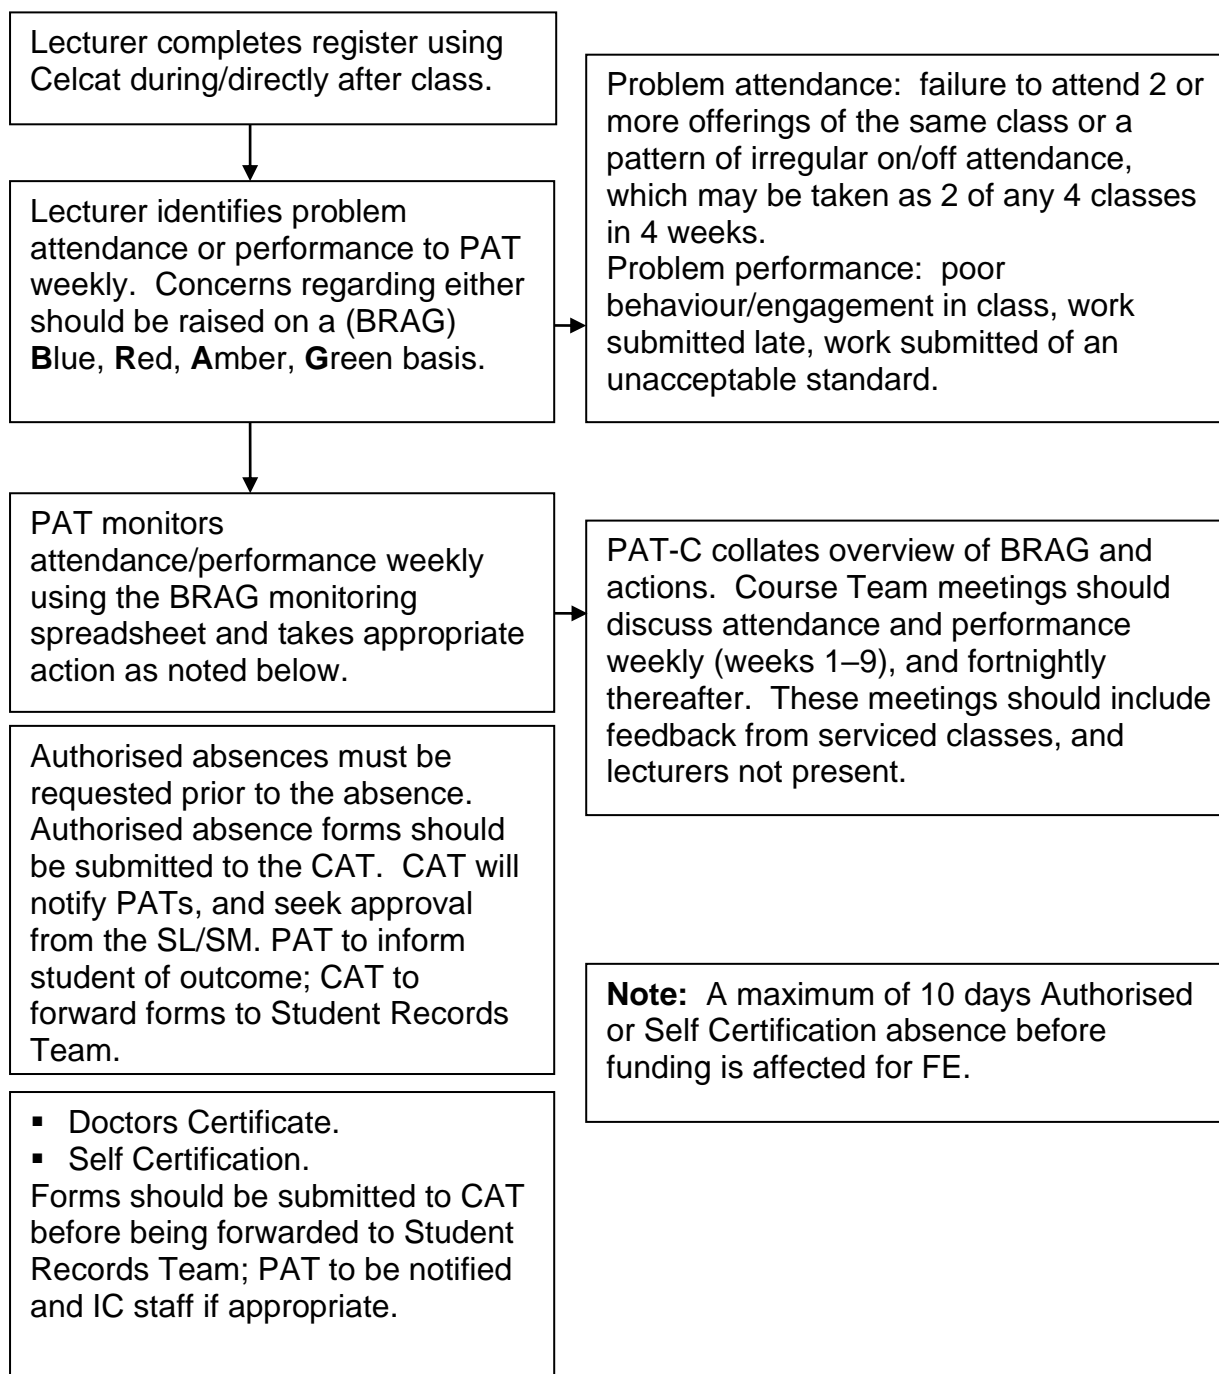 Lecturer completes register using
Celcat during/directly after class.
Lecturer identifies problem
attendance or performance to PAT
weekly.  Concerns regarding either
should be raised on a (BRAG)
Blue, Red, Amber, Green basis.
Problem attendance:  failure to attend 2 or
more offerings of the same class or a
pattern of irregular on/off attendance,
which may be taken as 2 of any 4 classes
in 4 weeks.
Problem performance:  poor
behaviour/engagement in class, work
submitted late, work submitted of an
unacceptable standard.
PAT monitors
attendance/performance weekly
using the BRAG monitoring
spreadsheet and takes appropriate
action as noted below.
PAT-C collates overview of BRAG and
actions.  Course Team meetings should
discuss attendance and performance
weekly (weeks 1–9), and fortnightly
thereafter.  These meetings should include
feedback from serviced classes, and
lecturers not present.
Authorised absences must be
requested prior to the absence.
Authorised absence forms should
be submitted to the CAT.  CAT will
notify PATs, and seek approval
from the SL/SM. PAT to inform
student of outcome; CAT to
forward forms to Student Records
Team.
Note:  A maximum of 10 days Authorised
or Self Certification absence before
funding is affected for FE.
▪ Doctors Certificate.
▪ Self Certification.
Forms should be submitted to CAT
before being forwarded to Student
Records Team; PAT to be notified
and IC staff if appropriate.